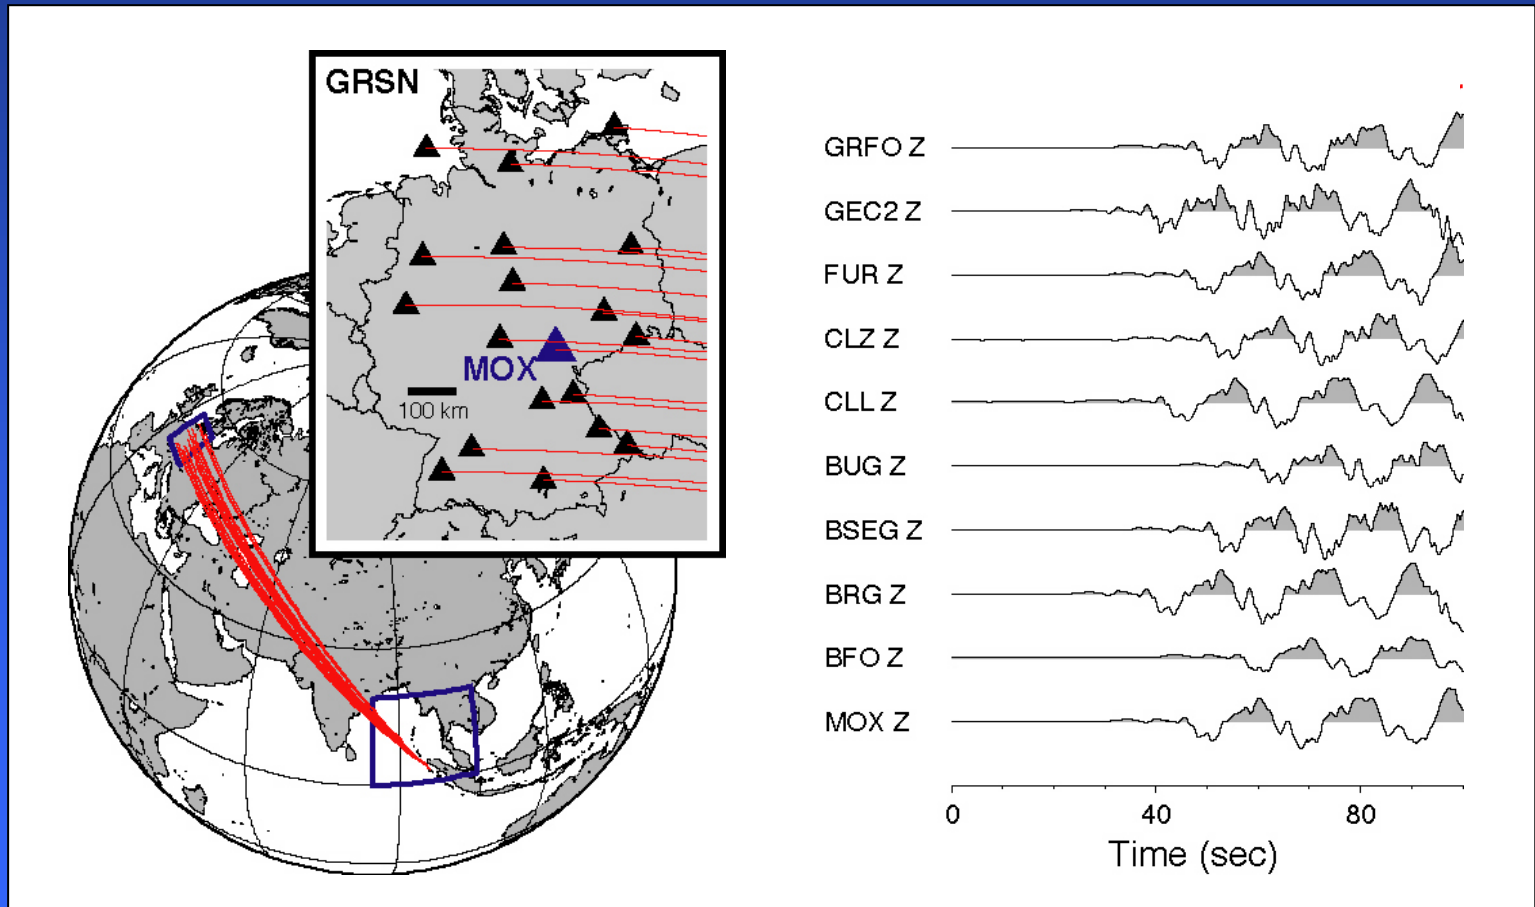 GRSN
MOX
100 km
GRFO Z
GEC2 Z
FUR Z
CLZ Z
CLL Z
BUG Z
BSEG Z
BRG Z
BFO Z
MOX Z
0 40 80
Time (sec)